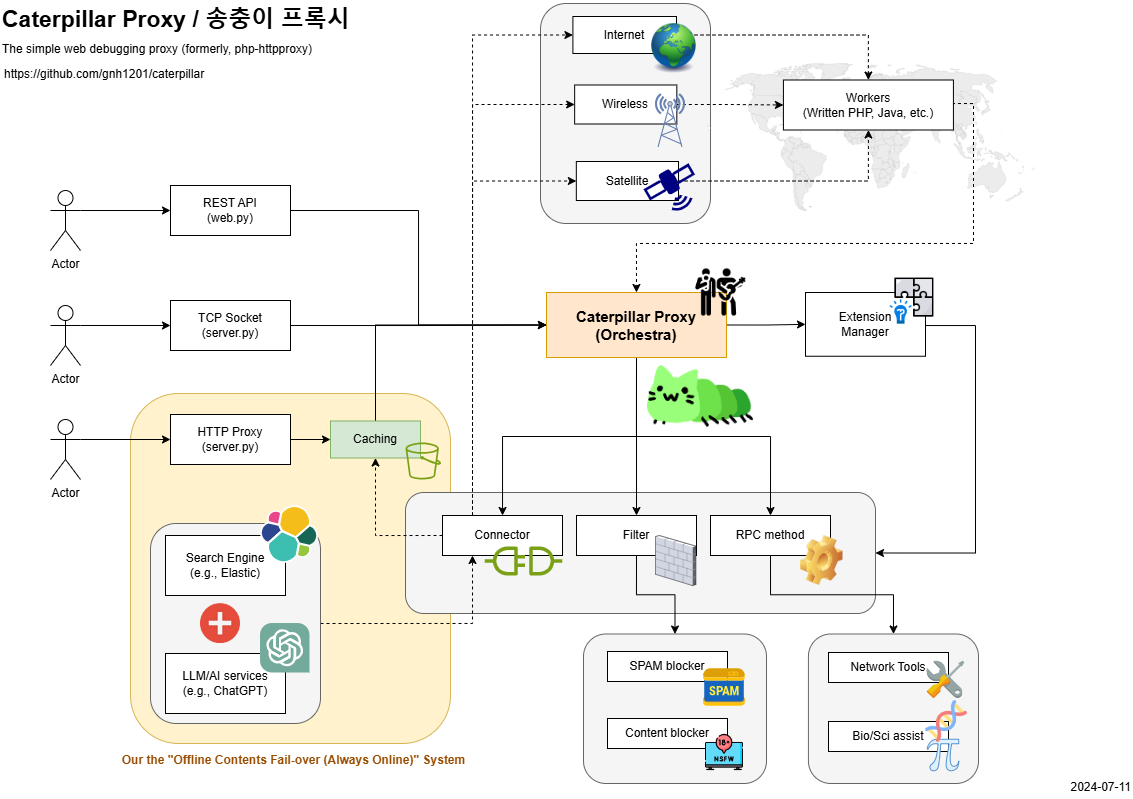 Caterpillar Proxy / 송충이 프록시
The simple web debugging proxy (formerly, php-httpproxy)
https://github.com/gnh1201/caterpillar
Internet
Wireless
Satellite
Workers
(Written PHP, Java, etc.)
REST API
(web.py)
Actor
TCP Socket
(server.py)
Actor
Caterpillar Proxy
(Orchestra)
Extension
Manager
HTTP Proxy
(server.py)
Actor
Caching
Connector
Filter
RPC method
Search Engine
(e.g., Elastic)
LLM/AI services
(e.g., ChatGPT)
SPAM blocker
SPAM
Content blocker
18+
NSFW
Network Tools
Bio/Sci assist
π
Our the "Offline Contents Fail-over (Always Online)" System
2024-07-11